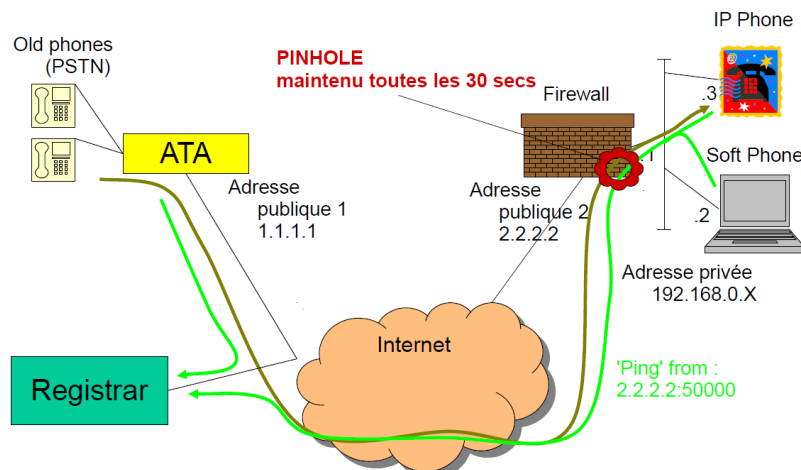 IP Phone
Old phones
(PSTN)
PINHOLE
maintenu toutes les 30 secs
Firewall
.3
ATA
1
Soft Phone
Adresse
publique 1
1.1.1.1
Adresse
publique 2
2.2.2.2
.2
Adresse privée
192.168.0.X
Internet
'Ping' from :
2.2.2.2:50000
Registrar